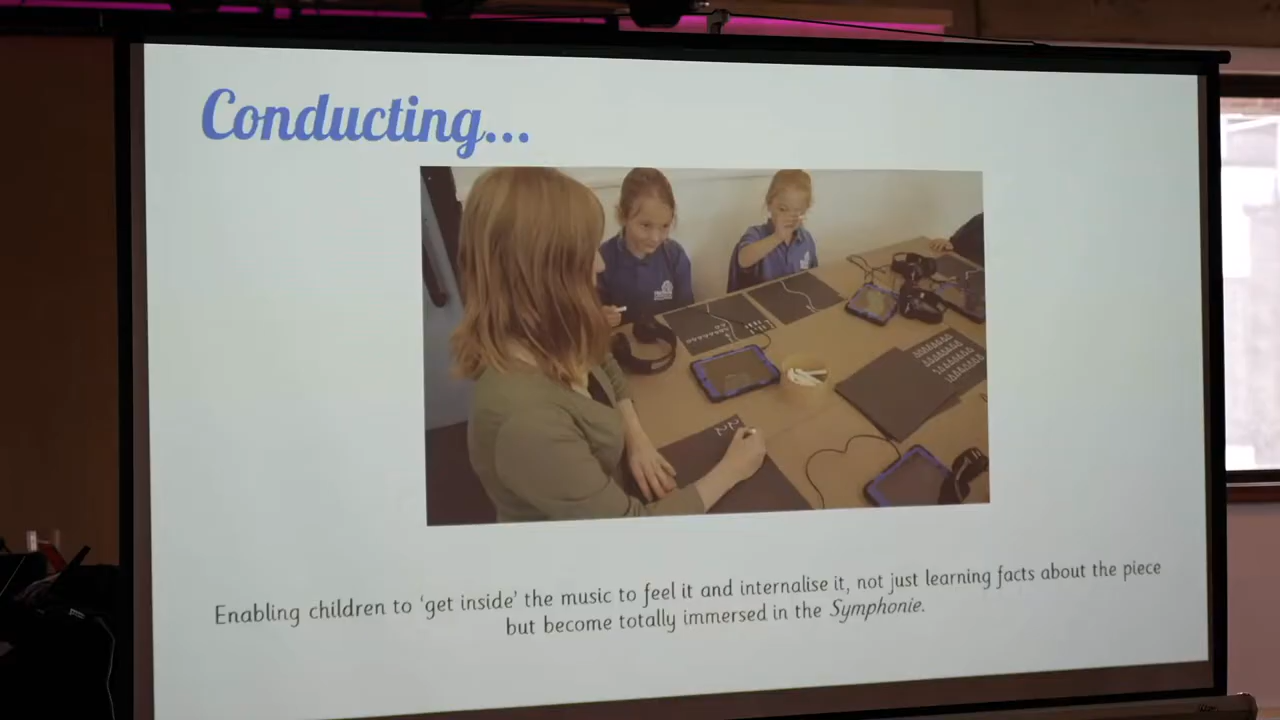 Conducting...
Enabling children to ‘get inside’ the music to feel it and internalise it, not just learning facts about the piece
but become totally immersed in the Symphonie.